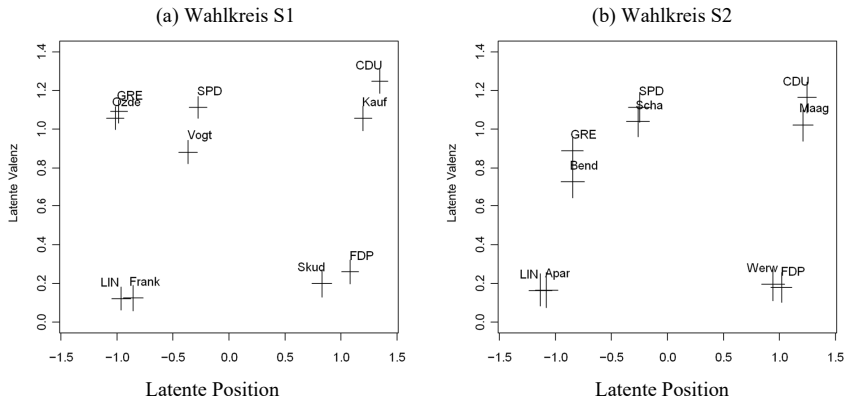 (a) Wahlkreis S1
(b) Wahlkreis S2
Latente Valenz
1.4
1.2
1.0
0.8
0.6
0.4
0.2
0.0
CDU
GRE
SPD
Özde
Kauf
Vogt
FDP
Skud
LIN Frank
−1.5 −1.0 −0.5 0.0 0.5 1.0 1.5
Latente Position
Latente Valenz
1.4
1.2
1.0
0.8
0.6
0.4
0.2
0.0
CDU
SPD
Scha
Maag
GRE
Bend
Werw FDP
LIN Apar
−1.5 −1.0 −0.5 0.0 0.5 1.0 1.5
Latente Position